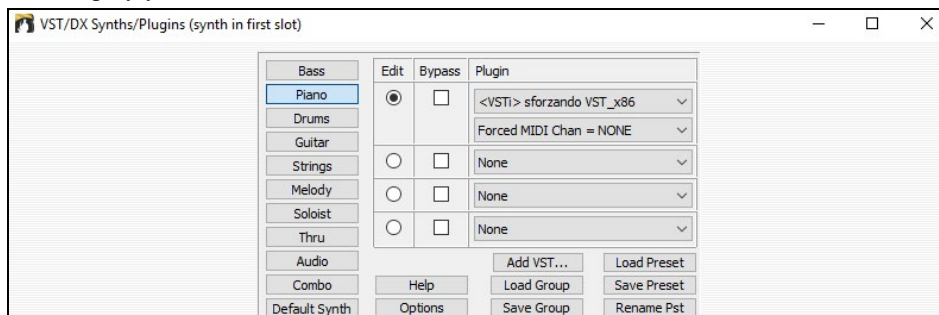 VST/DX Synths/Plugins (synth in first slot)
Bass Edit Bypass Plugin
Piano <VSTi> sforzando VST_x86
Drums
Forced MIDI Chan = NONE
Guitar
Strings None
Melody None
Soloist
Thru None
Audio Add VST... Load Preset
Combo Help Load Group Save Preset
Default Synth Options Save Group Rename Pst